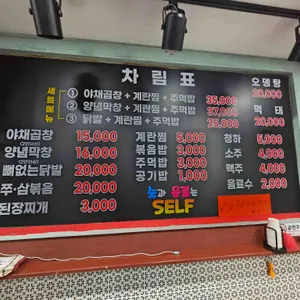 차림표
오뎅탕
20,000
세트메뉴
① 야채곱창 + 계란찜 + 주먹밥 35,000
② 양념막창 + 계란찜 + 주먹밥 37,000
③ 닭발 + 계란찜 + 주먹밥 35,000
먹태
20,000
야채곱창 15,000
양념막창 16,000
뼈없는닭발 20,000
주·삼볶음 20,000
된장찌개 3,000
계란찜 5,000
볶음밥 3,000
주먹밥 3,000
공기밥 1,000
청하 5,000
소주 4,000
맥주 4,000
음료수 2,000
술과 음료는
SELF